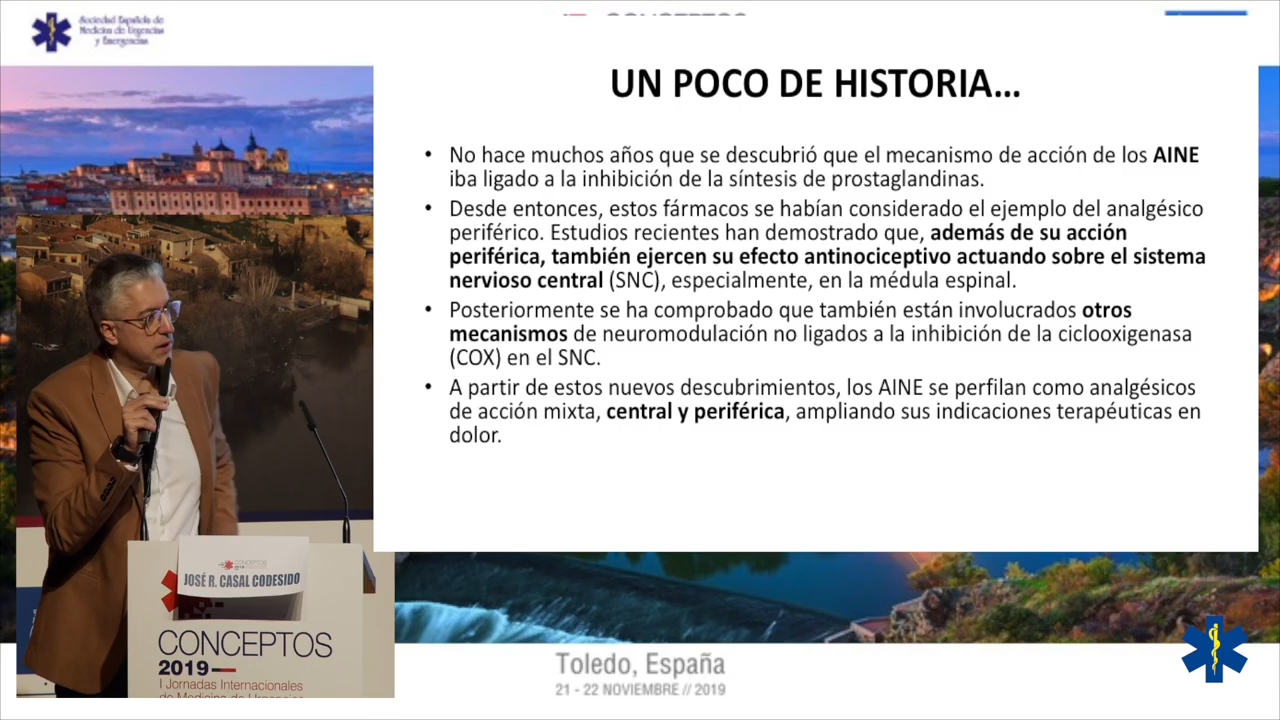 Sociedad Española de
Medicina de Urgencias
y Emergencias
CONCEPTOS
UN POCO DE HISTORIA...
• No hace muchos años que se descubrió que el mecanismo de acción de los AINE
iba ligado a la inhibición de la síntesis de prostaglandinas.
• Desde entonces, estos fármacos se habían considerado el ejemplo del analgésico
periférico. Estudios recientes han demostrado que, además de su acción
periférica, también ejercen su efecto antinociceptivo actuando sobre el sistema
nervioso central (SNC), especialmente, en la médula espinal.
• Posteriormente se ha comprobado que también están involucrados otros
mecanismos de neuromodulación no ligados a la inhibición de la ciclooxigenasa
(COX) en el SNC.
• A partir de estos nuevos descubrimientos, los AINE se perfilan como analgésicos
de acción mixta, central y periférica, ampliando sus indicaciones terapéuticas en
dolor.
CONCEPTOS
JOSÉ R. CASAL CODESIDO
CONCEPTOS
2019
I Jornadas Internacionales
de Medicina de Urgencias
Toledo, España
21 - 22 NOVIEMBRE // 2019